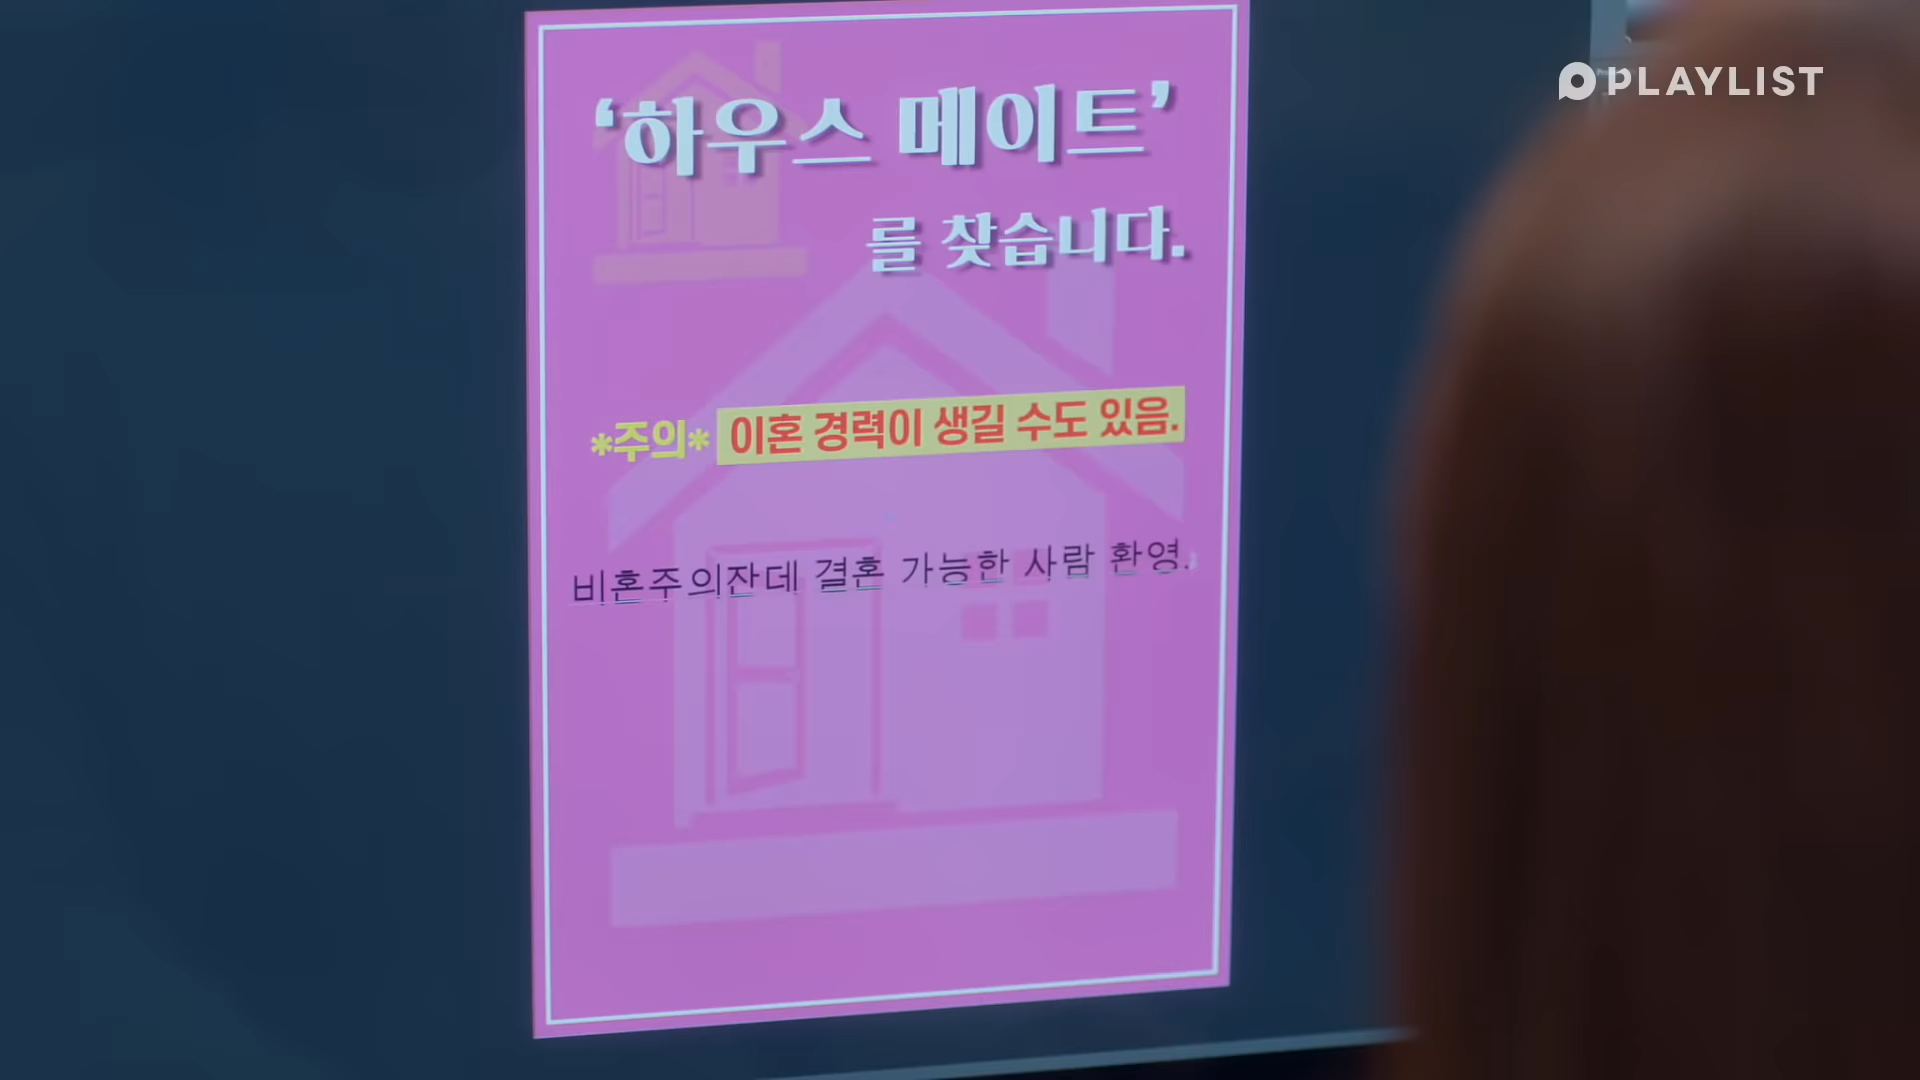 PLAYLIST
‘하우스 메이트’
를 찾습니다.
*주의* 이혼 경력이 생길 수도 있음.
비혼주의잔데 결혼 가능한 사람 환영.